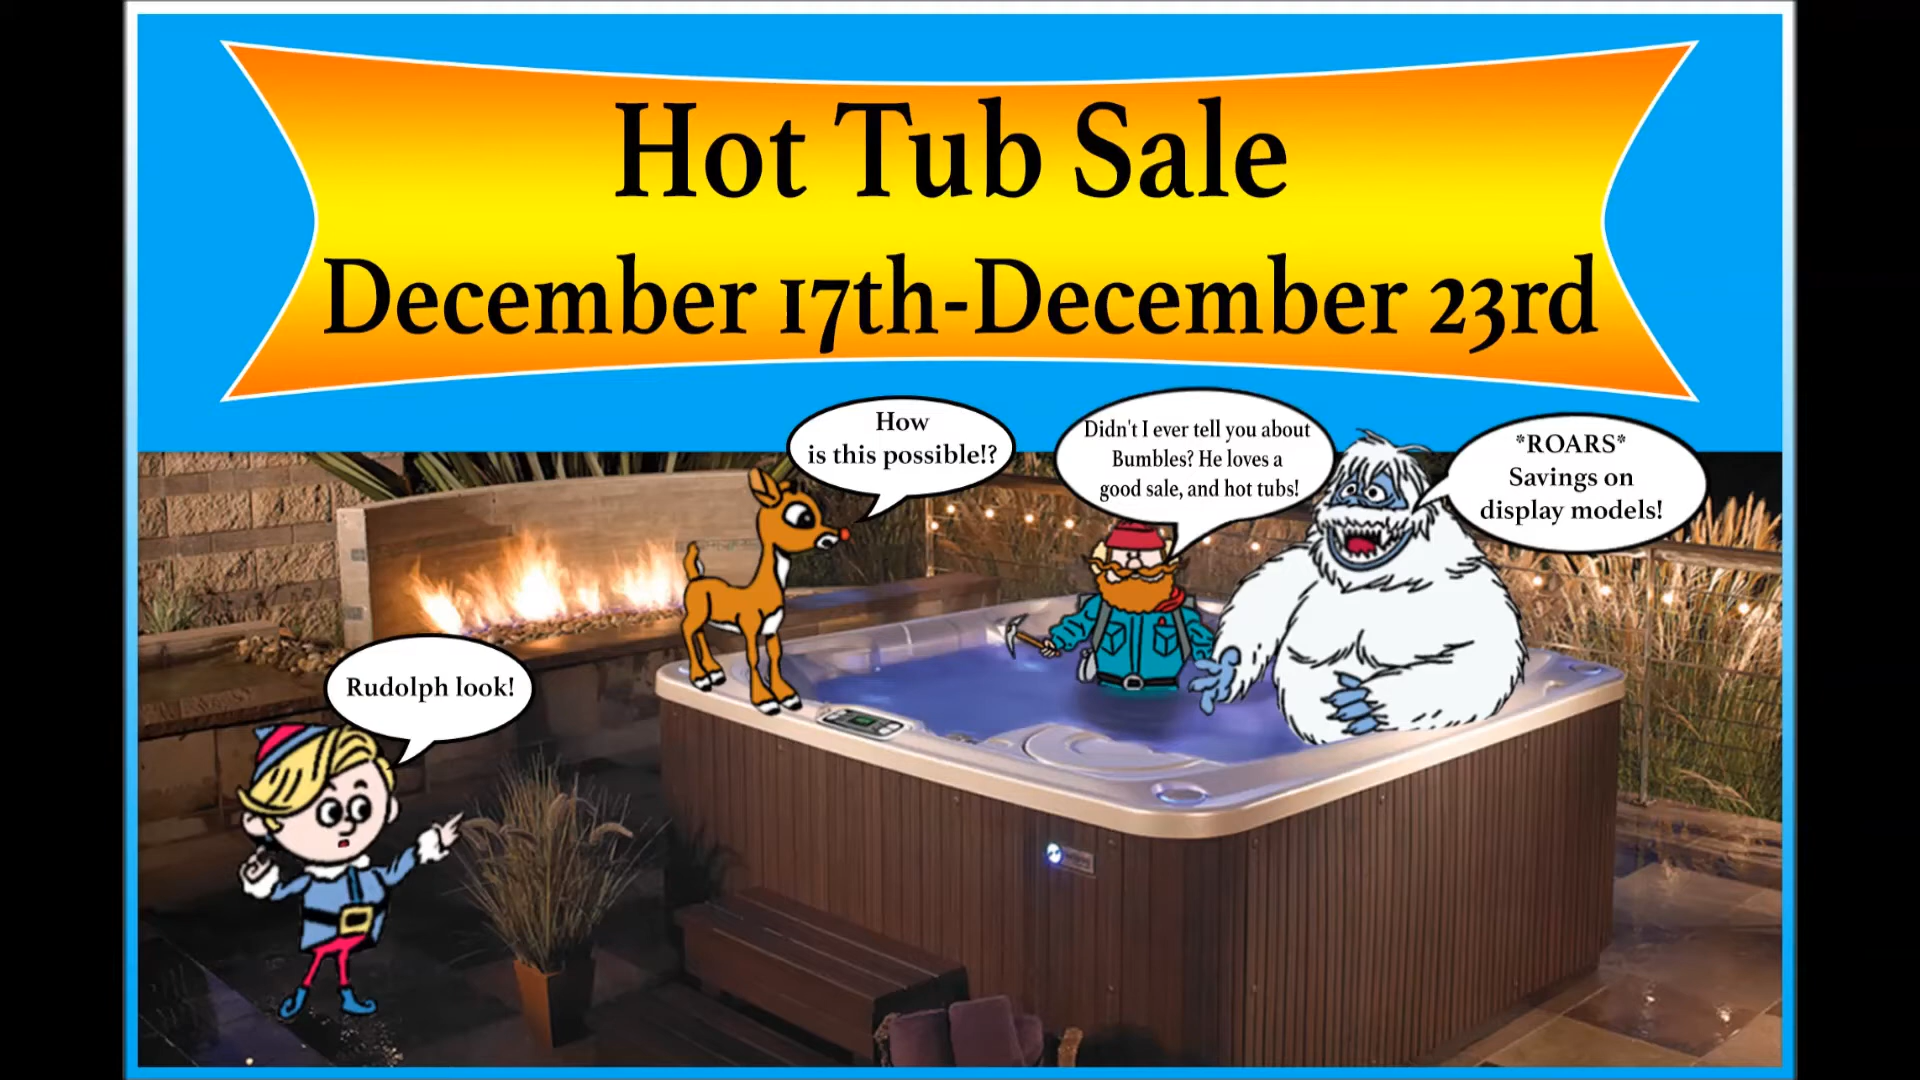 Hot Tub Sale
December 17th-December 23rd
How
is this possible!?
Didn't I ever tell you about
Bumbles? He loves a
good sale, and hot tubs!
*ROARS*
Savings on
display models!
Rudolph look!